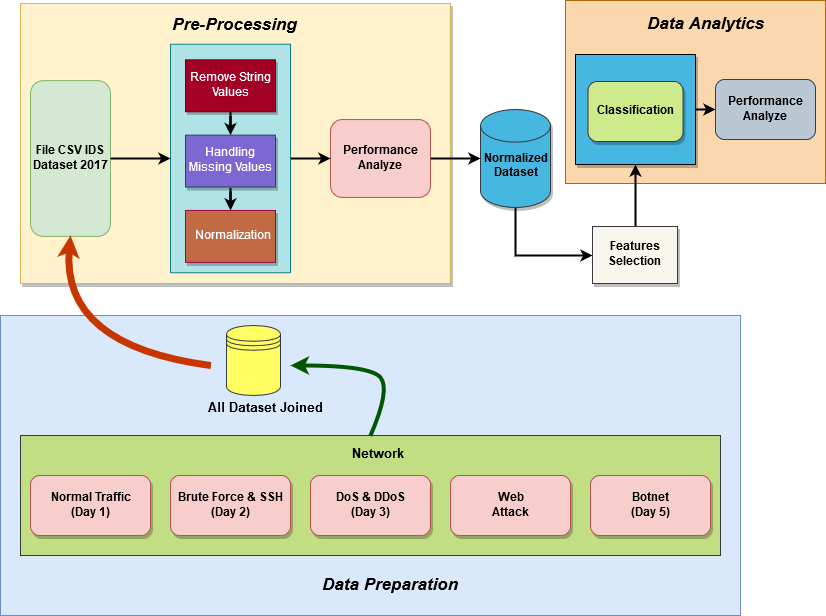 Pre-Processing
File CSV IDS
Dataset 2017
Remove String
Values
Handling
Missing Values
Normalization
Performance
Analyze
Normalized
Dataset
Data Analytics
Classification
Performance
Analyze
Features
Selection
All Dataset Joined
Network
Normal Traffic
(Day 1)
Brute Force & SSH
(Day 2)
DoS & DDoS
(Day 3)
Web
Attack
Botnet
(Day 5)
Data Preparation